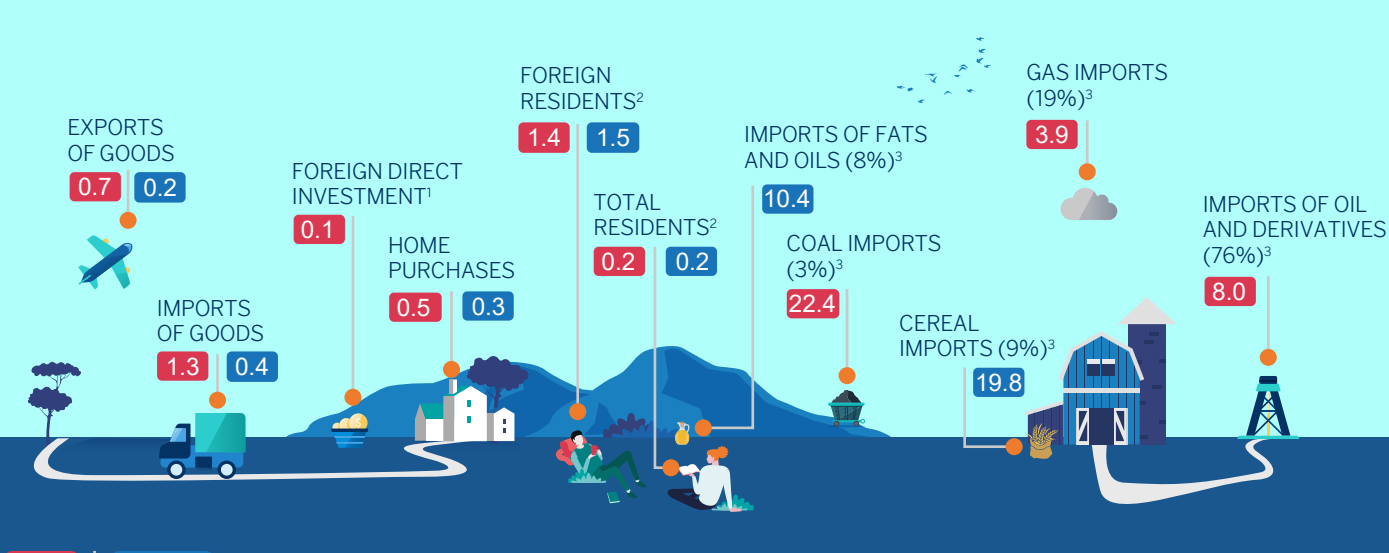 EXPORTS
OF GOODS
0.7 0.2
IMPORTS
OF GOODS
1.3 0.4
FOREIGN DIRECT
INVESTMENT¹
0.1
HOME
PURCHASES
0.5 0.3
FOREIGN
RESIDENTS²
1.4 1.5
TOTAL
RESIDENTS²
0.2 0.2
IMPORTS OF FATS
AND OILS (8%)³
10.4
COAL IMPORTS
(3%)³
22.4
CEREAL
IMPORTS (9%)³
19.8
GAS IMPORTS
(19%)³
3.9
IMPORTS OF OIL
AND DERIVATIVES
(76%)³
8.0